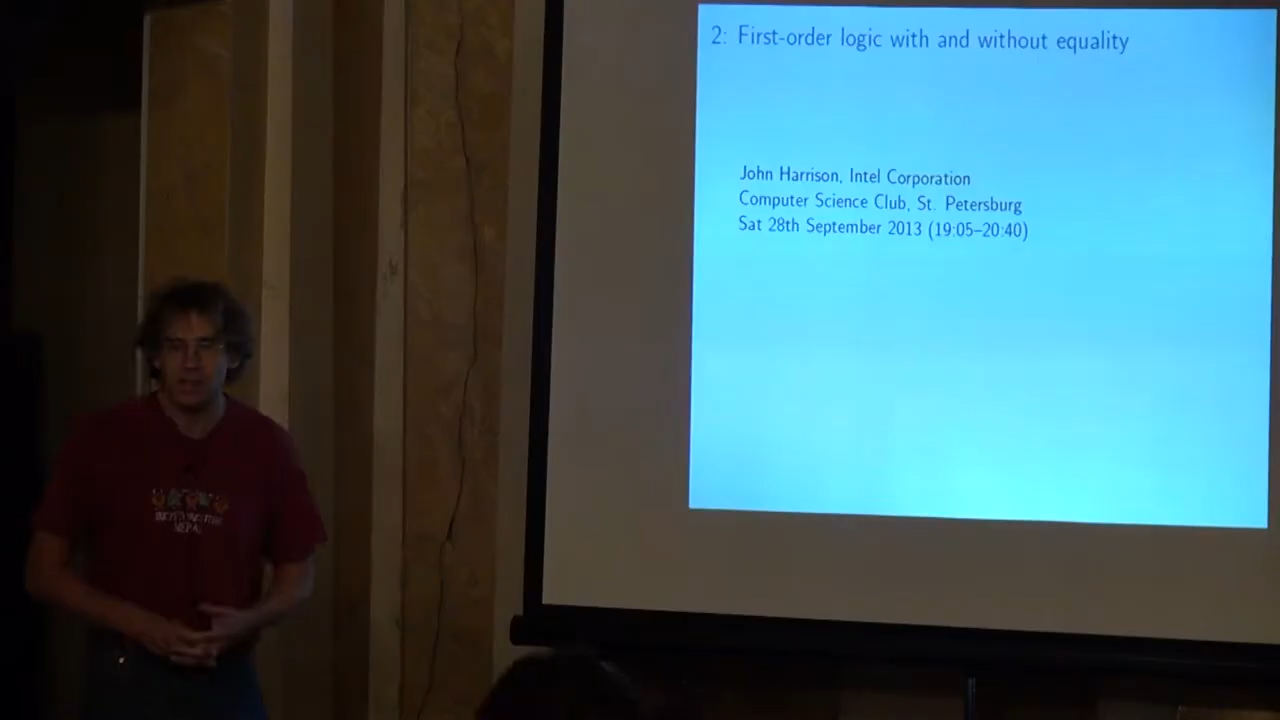 2: First-order logic with and without equality
John Harrison, Intel Corporation
Computer Science Club, St. Petersburg
Sat 28th September 2013 (19:05–20:40)
NEPAL